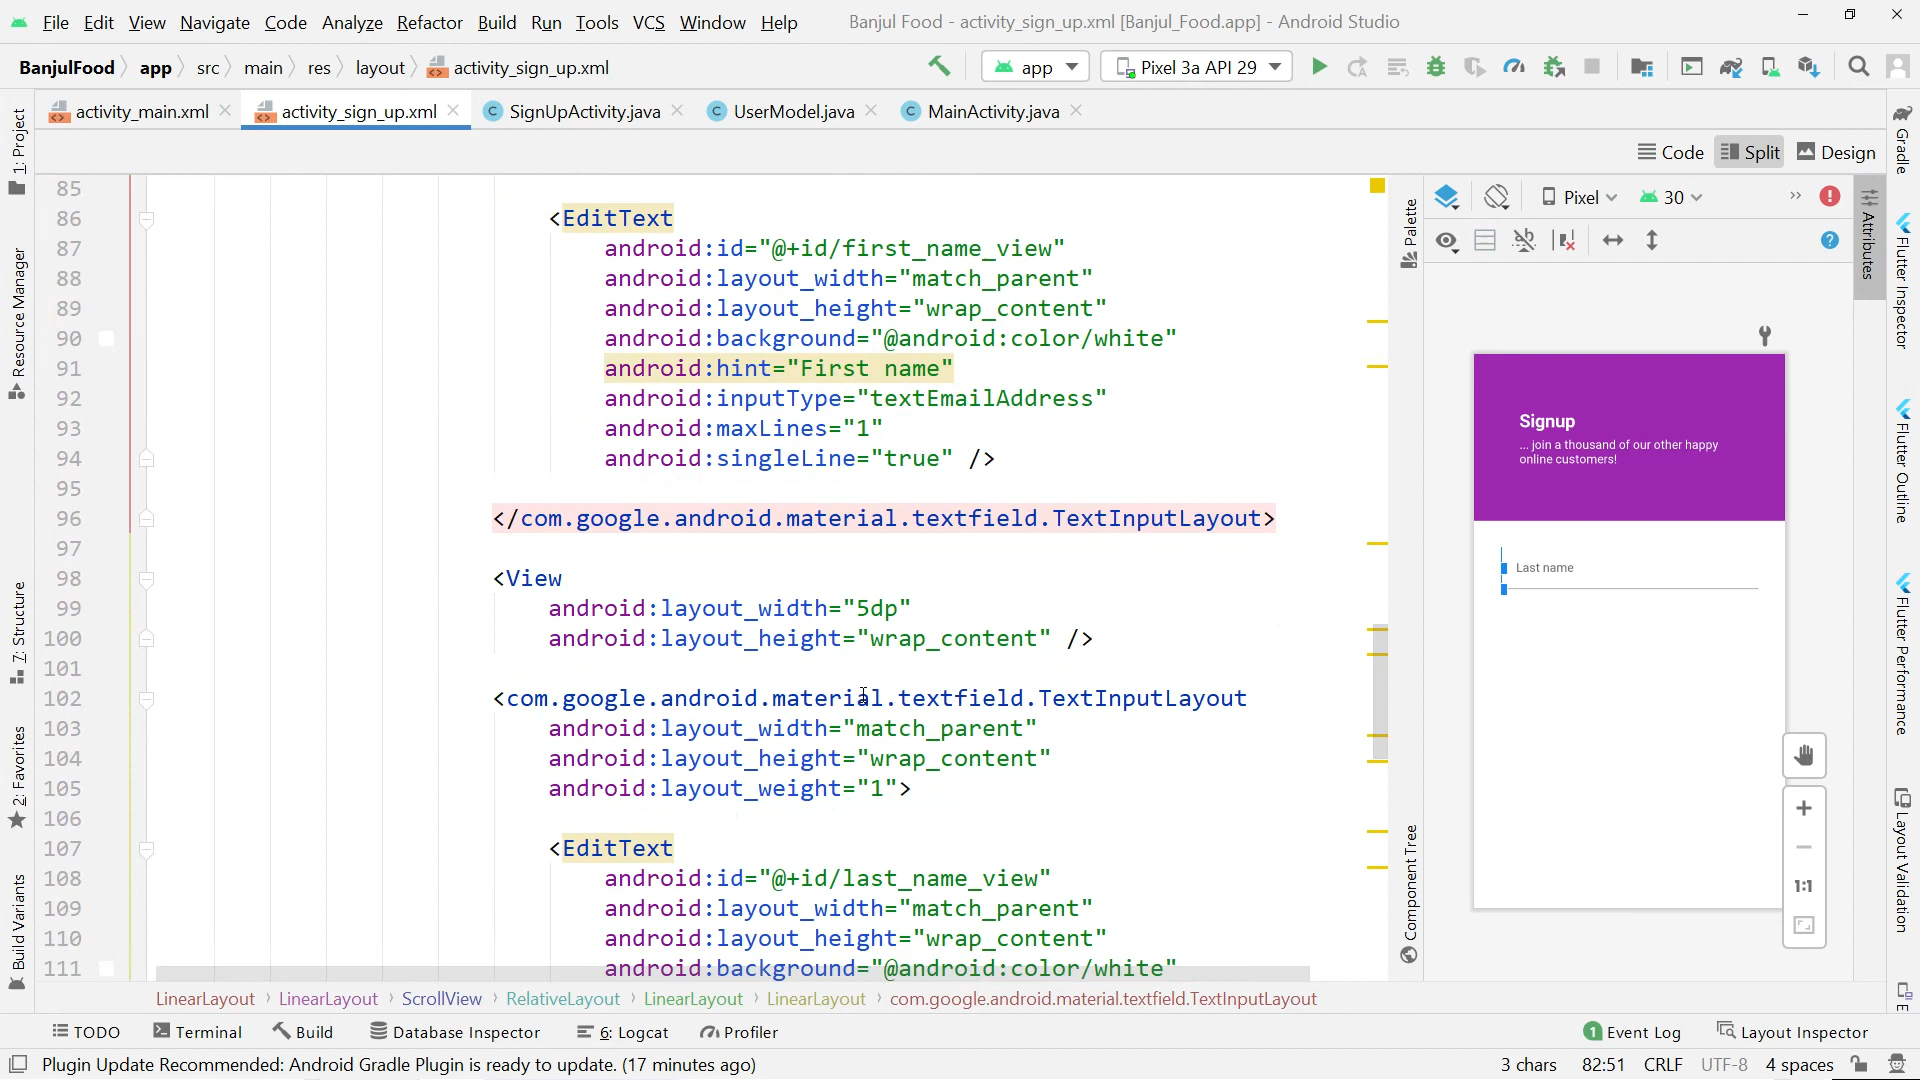 File Edit View Navigate Code Analyze Refactor Build Run Tools VCS Window Help Banjul Food - activity_sign_up.xml [Banjul_Food.app] - Android Studio
BanjulFood app src main res layout activity_sign_up.xml app Pixel 3a API 29
activity_main.xml activity_sign_up.xml SignUpActivity.java UserModel.java MainActivity.java
Code Split Design
1: Project
Resource Manager
7: Structure
2: Favorites
Build Variants
85
86 <EditText
87 android:id="@+id/first_name_view"
88 android:layout_width="match_parent"
89 android:layout_height="wrap_content"
90 android:background="@android:color/white"
91 android:hint="First name"
92 android:inputType="textEmailAddress"
93 android:maxLines="1"
94 android:singleLine="true" />
95
96 </com.google.android.material.textfield.TextInputLayout>
97
98 <View
99 android:layout_width="5dp"
100 android:layout_height="wrap_content" />
101
102 <com.google.android.material.textfield.TextInputLayout
103 android:layout_width="match_parent"
104 android:layout_height="wrap_content"
105 android:layout_weight="1">
106
107 <EditText
108 android:id="@+id/last_name_view"
109 android:layout_width="match_parent"
110 android:layout_height="wrap_content"
111 android:background="@android:color/white"
Palette
Component Tree
Pixel 30
Signup
... join a thousand of our other happy
online customers!
Last name
1:1
Attributes
Gradle
Flutter Inspector
Flutter Outline
Flutter Performance
Layout Validation
E
LinearLayout LinearLayout ScrollView RelativeLayout LinearLayout LinearLayout com.google.android.material.textfield.TextInputLayout
TODO Terminal Build Database Inspector 6: Logcat Profiler 1 Event Log Layout Inspector
Plugin Update Recommended: Android Gradle Plugin is ready to update. (17 minutes ago) 3 chars 82:51 CRLF UTF-8 4 spaces